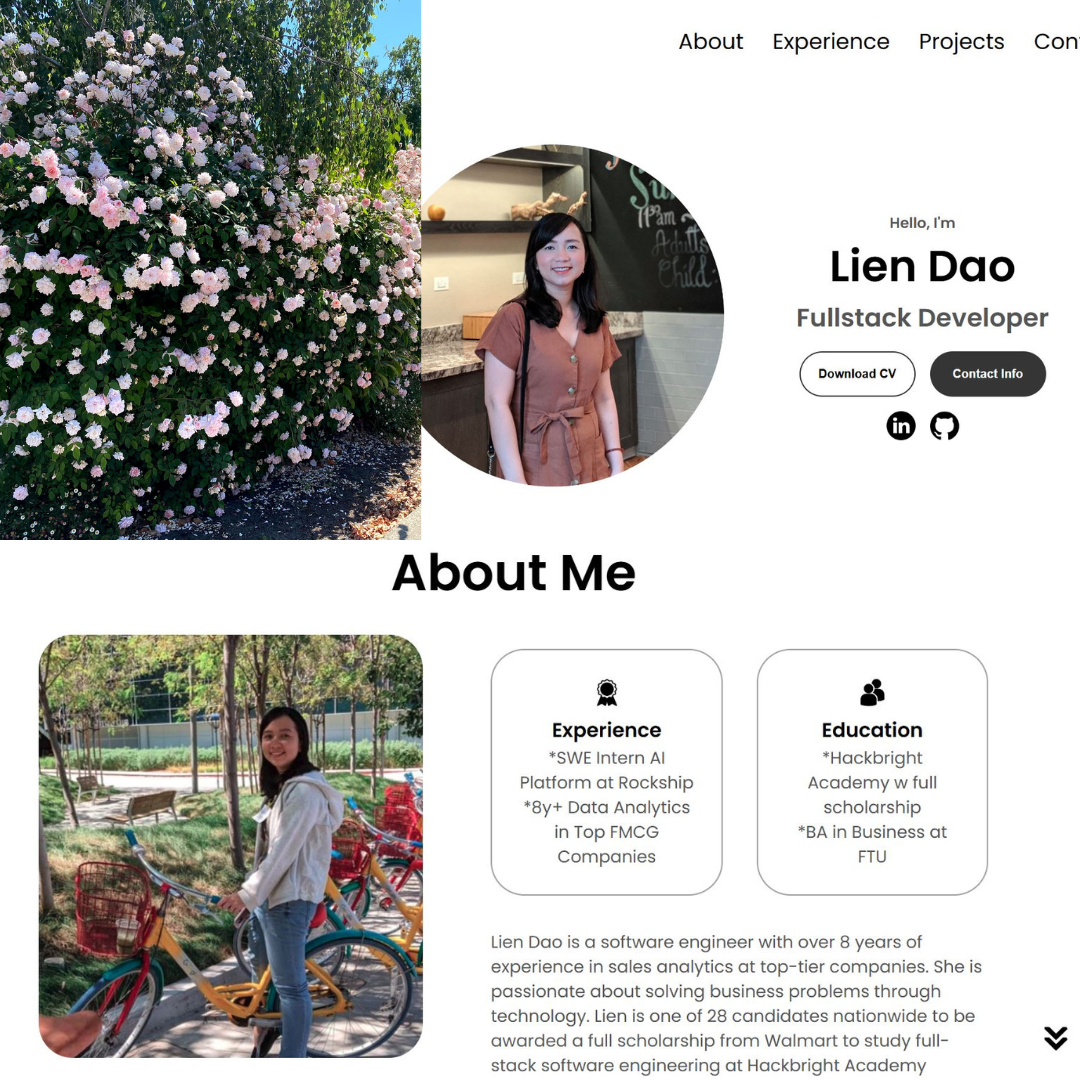 About Experience Projects
Hello, I'm
Lien Dao
Fullstack Developer
Download CV Contact Info
in
11am
Adults
Child
About Me
Experience
*SWE Intern AI
Platform at Rockship
*8y+ Data Analytics
in Top FMCG
Companies
Education
*Hackbright
Academy w full
scholarship
*BA in Business at
FTU
Lien Dao is a software engineer with over 8 years of
experience in sales analytics at top-tier companies. She is
passionate about solving business problems through
technology. Lien is one of 28 candidates nationwide to be
awarded a full scholarship from Walmart to study full-
stack software engineering at Hackbright Academy